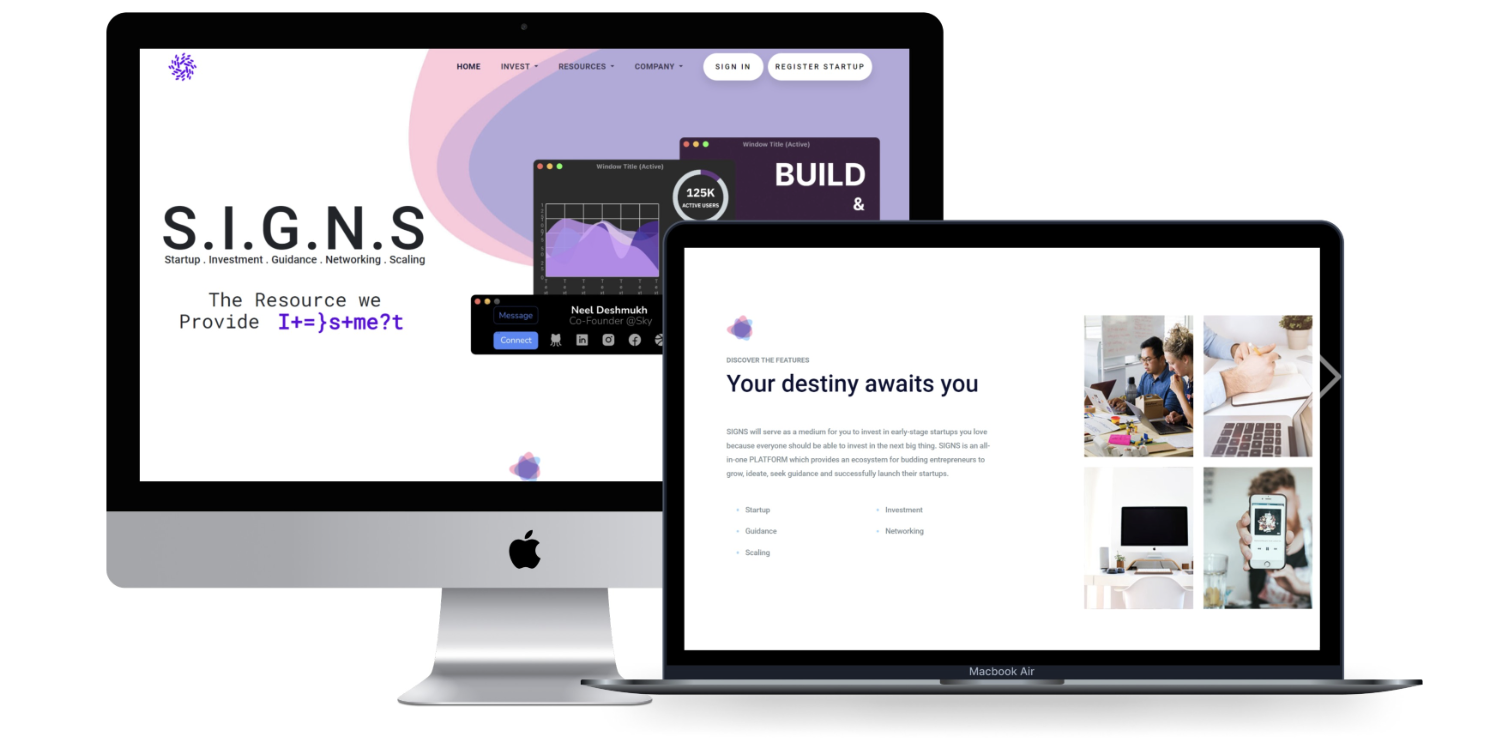 HOME INVEST RESOURCES COMPANY SIGN IN REGISTER STARTUP
Window Title (Active)
BUILD
&
Window Title (Active)
125K
ACTIVE USERS
S.I.G.N.S
Startup . Investment . Guidance . Networking . Scaling
The Resource we
Provide I+=}s+me?t
Message
Neel Deshmukh
Co-Founder @Sky
Connect
DISCOVER THE FEATURES
Your destiny awaits you
SIGNS will serve as a medium for you to invest in early-stage startups you love
because everyone should be able to invest in the next big thing. SIGNS is an all-
in-one PLATFORM which provides an ecosystem for budding entrepreneurs to
grow, ideate, seek guidance and successfully launch their startups.
Startup Investment
Guidance Networking
Scaling
Macbook Air